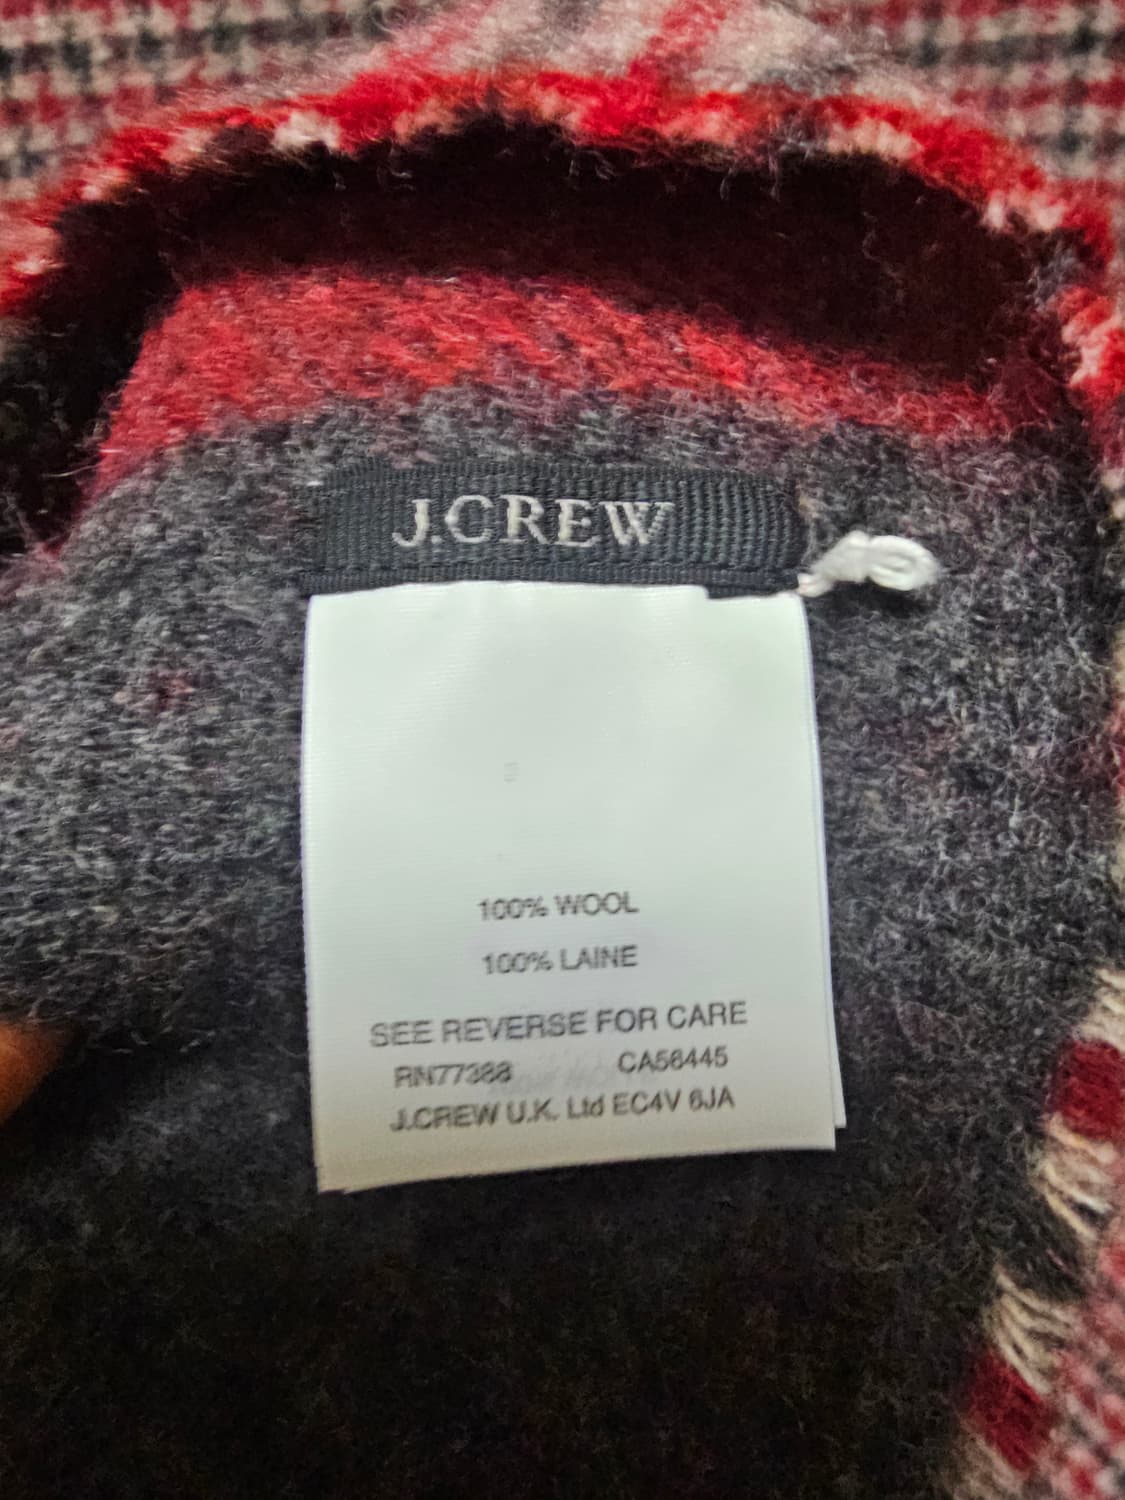 J.CREW
100% WOOL
100% LAINE
SEE REVERSE FOR CARE
RN77388 CA56445
J.CREW U.K. Ltd EC4V 6JA